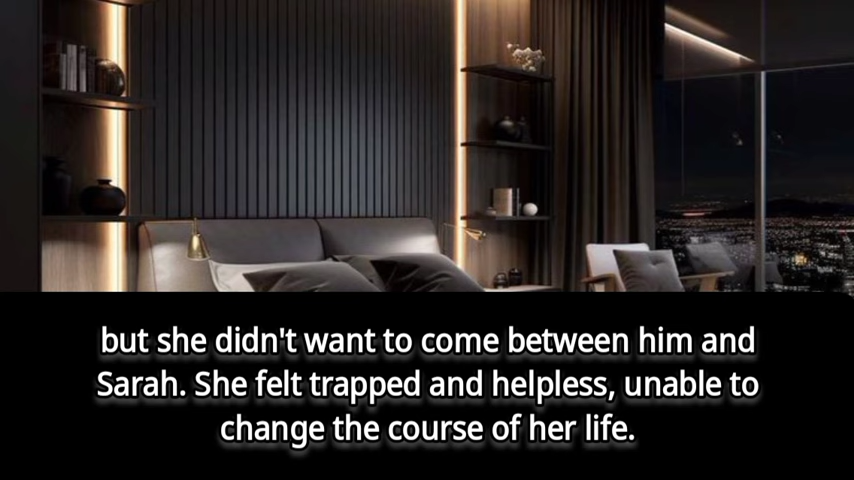 but she didn't want to come between him and
Sarah. She felt trapped and helpless, unable to
change the course of her life.